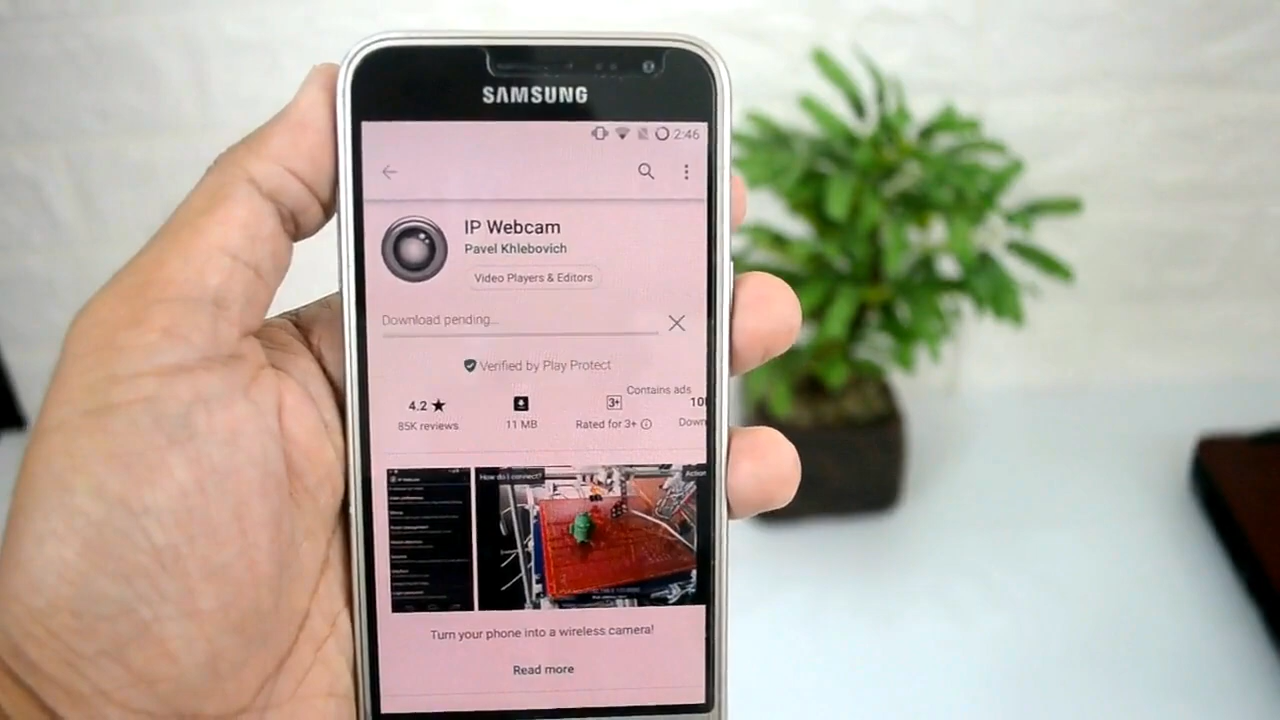 SAMSUNG
2:46
IP Webcam
Pavel Khlebovich
Video Players & Editors
Download pending...
Verified by Play Protect
Contains ads
4.2 ★
85K reviews
11 MB
3+
Rated for 3+
10
Down
IP Webcam
How do I connect?
Action
Turn your phone into a wireless camera!
Read more